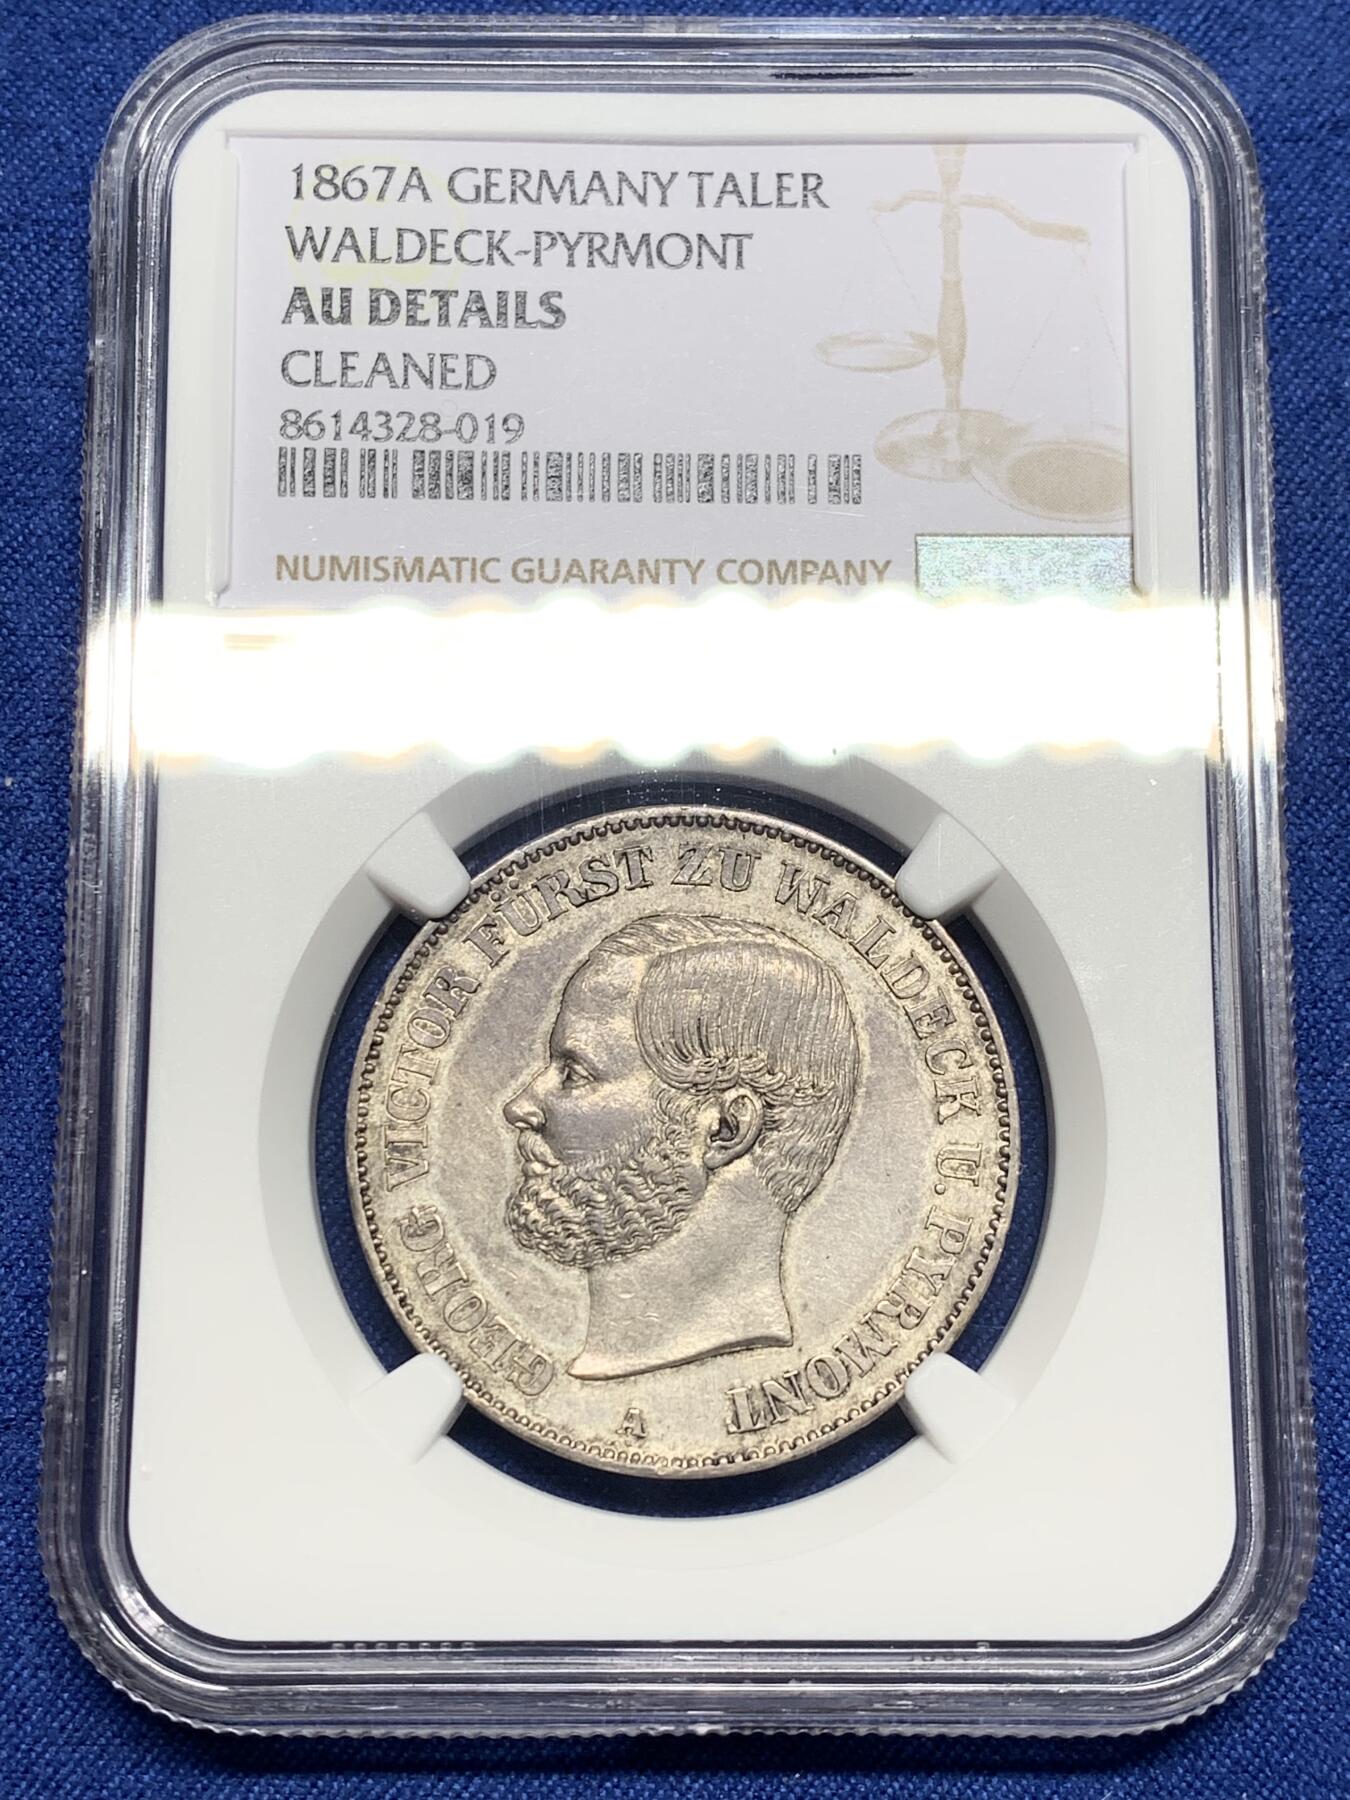 1867A GERMANY TALER
WALDECK-PYRMONT
AU DETAILS
CLEANED
8614328-019
NUMISMATIC GUARANTY COMPANY
GEORG VICTOR FÜRST ZU WALDECK U. PYRMONT
A